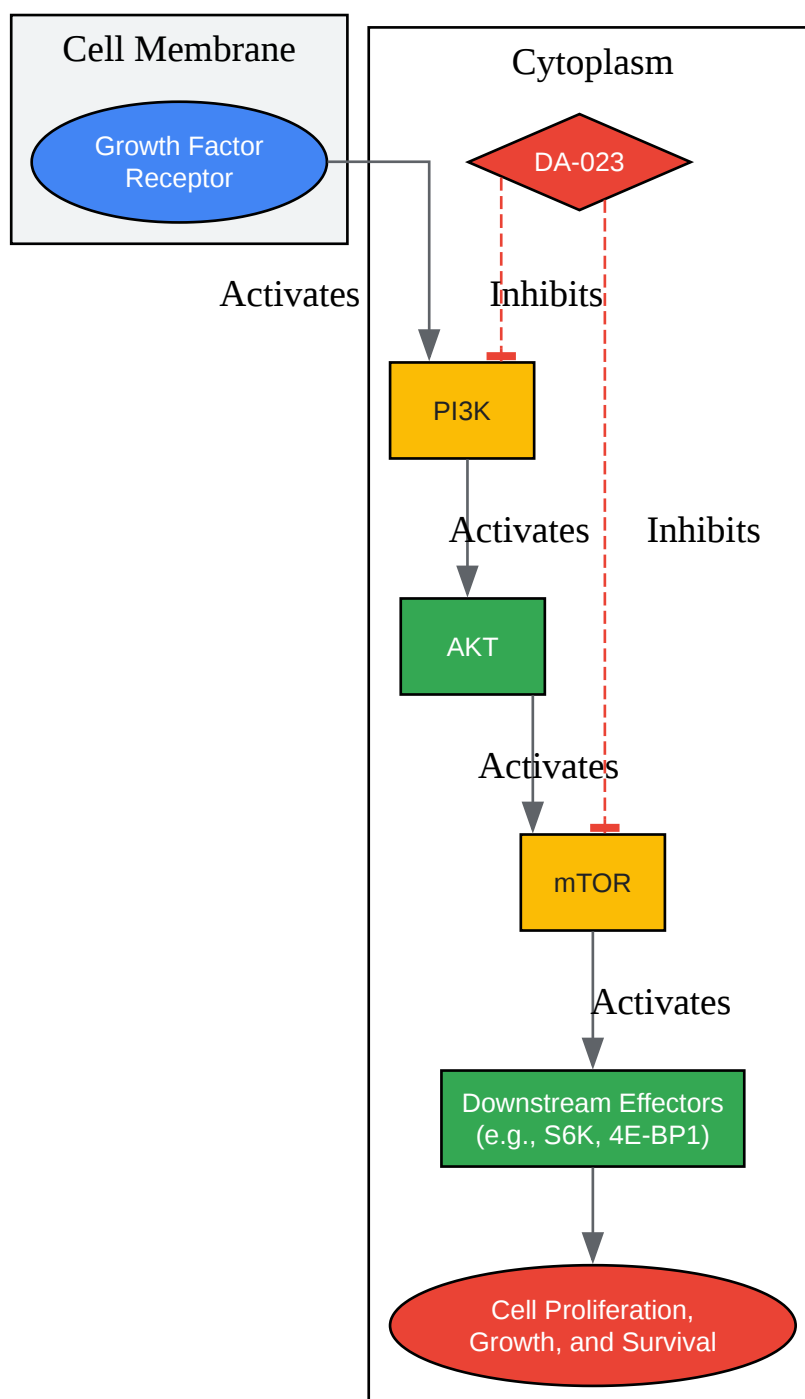 Cell Membrane
Cytoplasm
Growth Factor
Receptor
DA-023
Activates
Inhibits
PI3K
Activates
Inhibits
AKT
Activates
mTOR
Activates
Downstream Effectors
(e.g., S6K, 4E-BP1)
Cell Proliferation,
Growth, and Survival